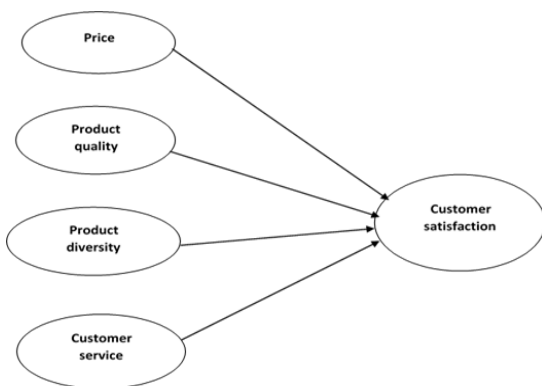 Price
Product
quality
Product
diversity
Customer
service
Customer
satisfaction